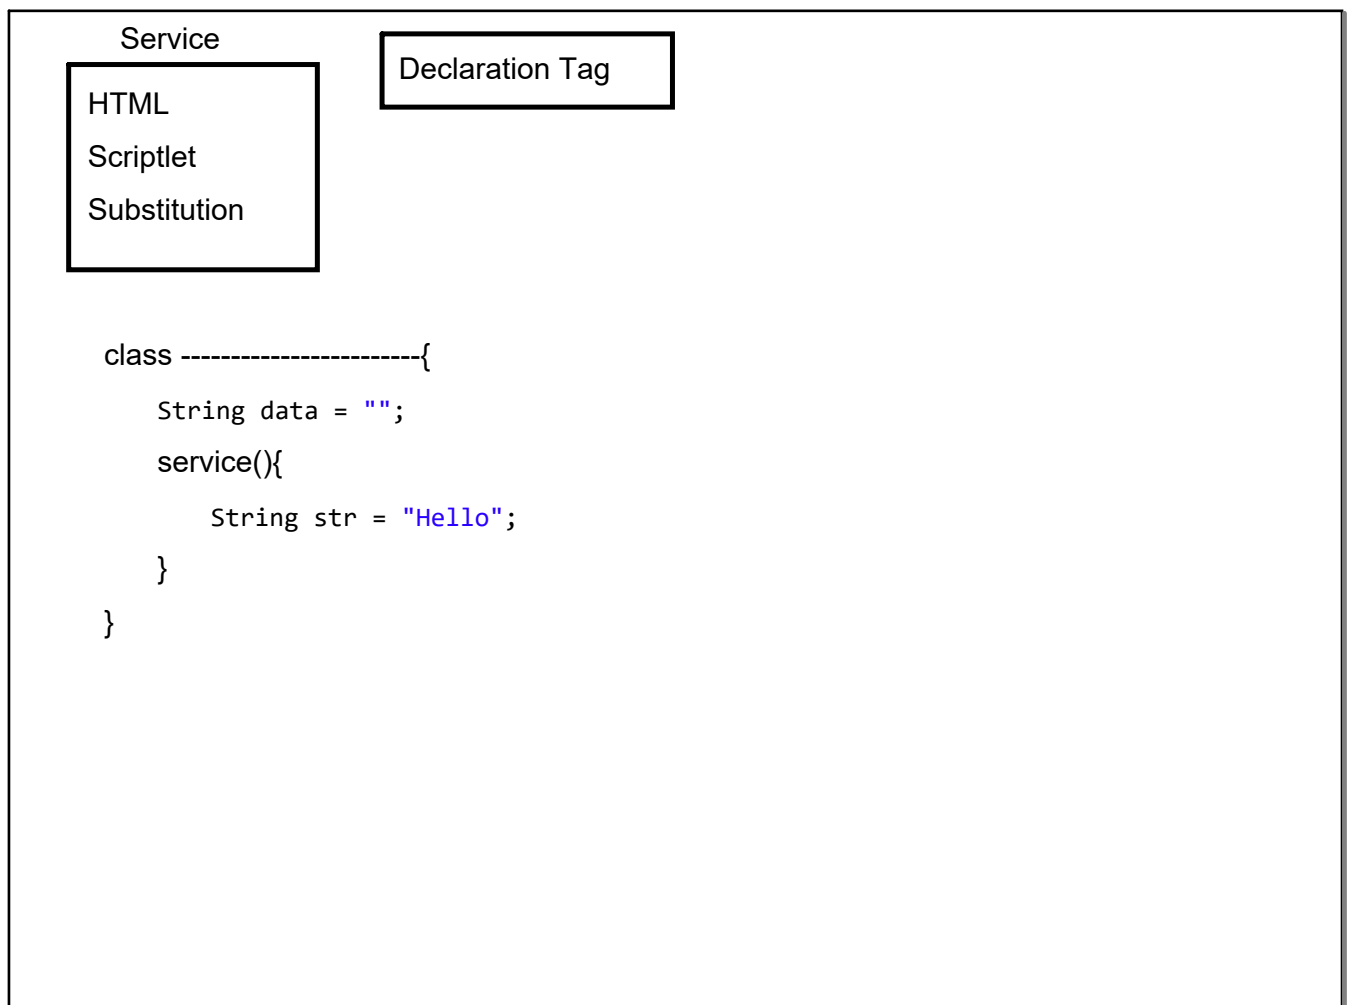 Service
HTML
Scriptlet
Substitution
Declaration Tag
class ------------------------{
String data = "";
service(){
String str = "Hello";
}
}